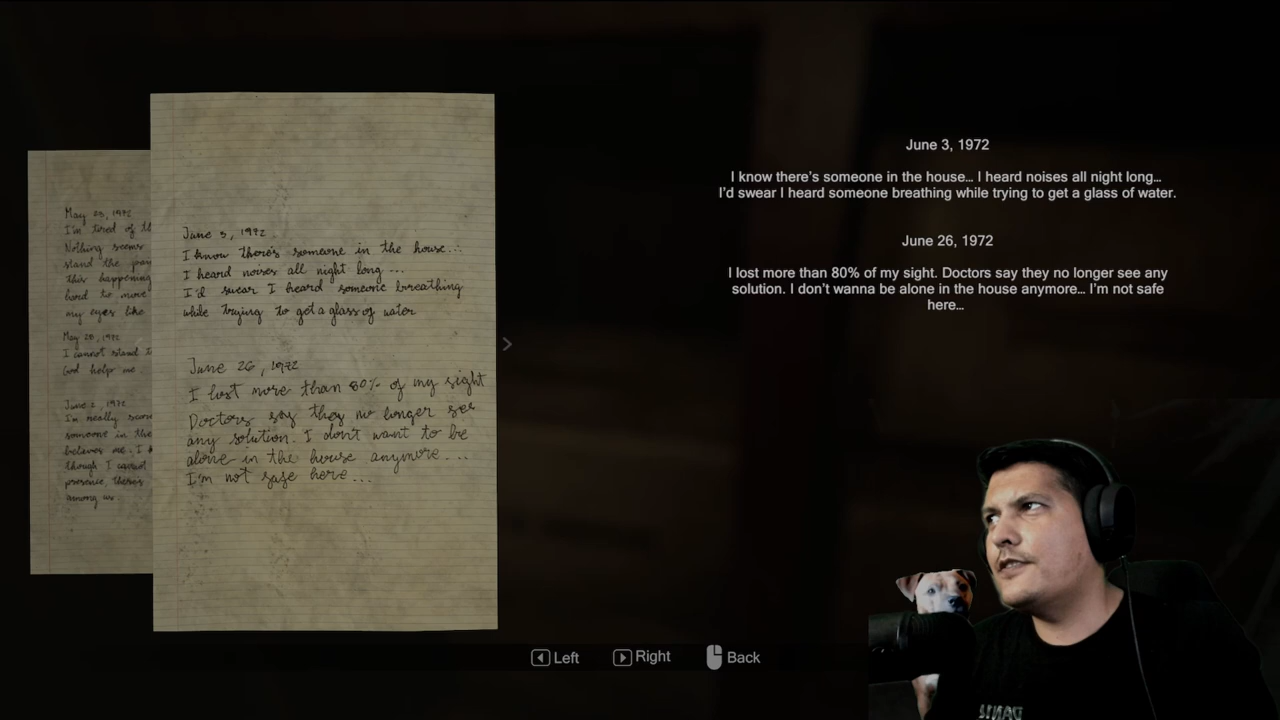 May 23, 1972
I'm tired of th
Nothing seems
stand the pain
this happening
hard to move
my eyes like
May 28, 1972
I cannot stand
God help me
June 2, 1972
I'm really scared
someone in the
believes me. I
though I cannot
presence, there's
among us.
June 3, 1972
I know there's someone in the house...
I heard noises all night long ...
I'd swear I heard someone breathing
while trying to get a glass of water
June 26, 1972
I lost more than 80% of my sight
Doctors say they no longer see
any solution. I don't want to be
alone in the house anymore...
I'm not safe here...
June 3, 1972
I know there's someone in the house… I heard noises all night long…
I'd swear I heard someone breathing while trying to get a glass of water.
June 26, 1972
I lost more than 80% of my sight. Doctors say they no longer see any
solution. I don't wanna be alone in the house anymore… I'm not safe
here…
Left
Right
Back